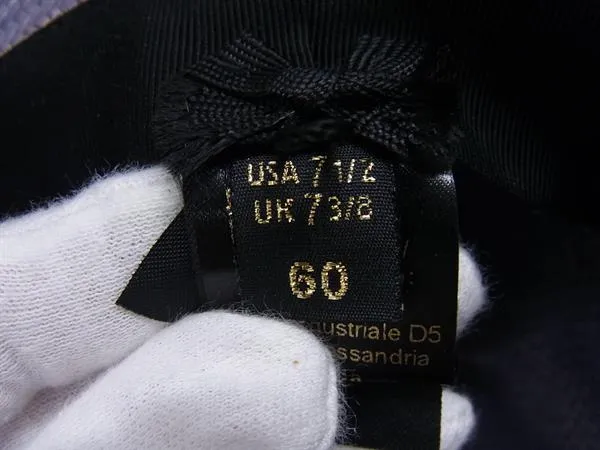 USA 7 1/2
UK 7 3/8
60
ustriale D5
essandria